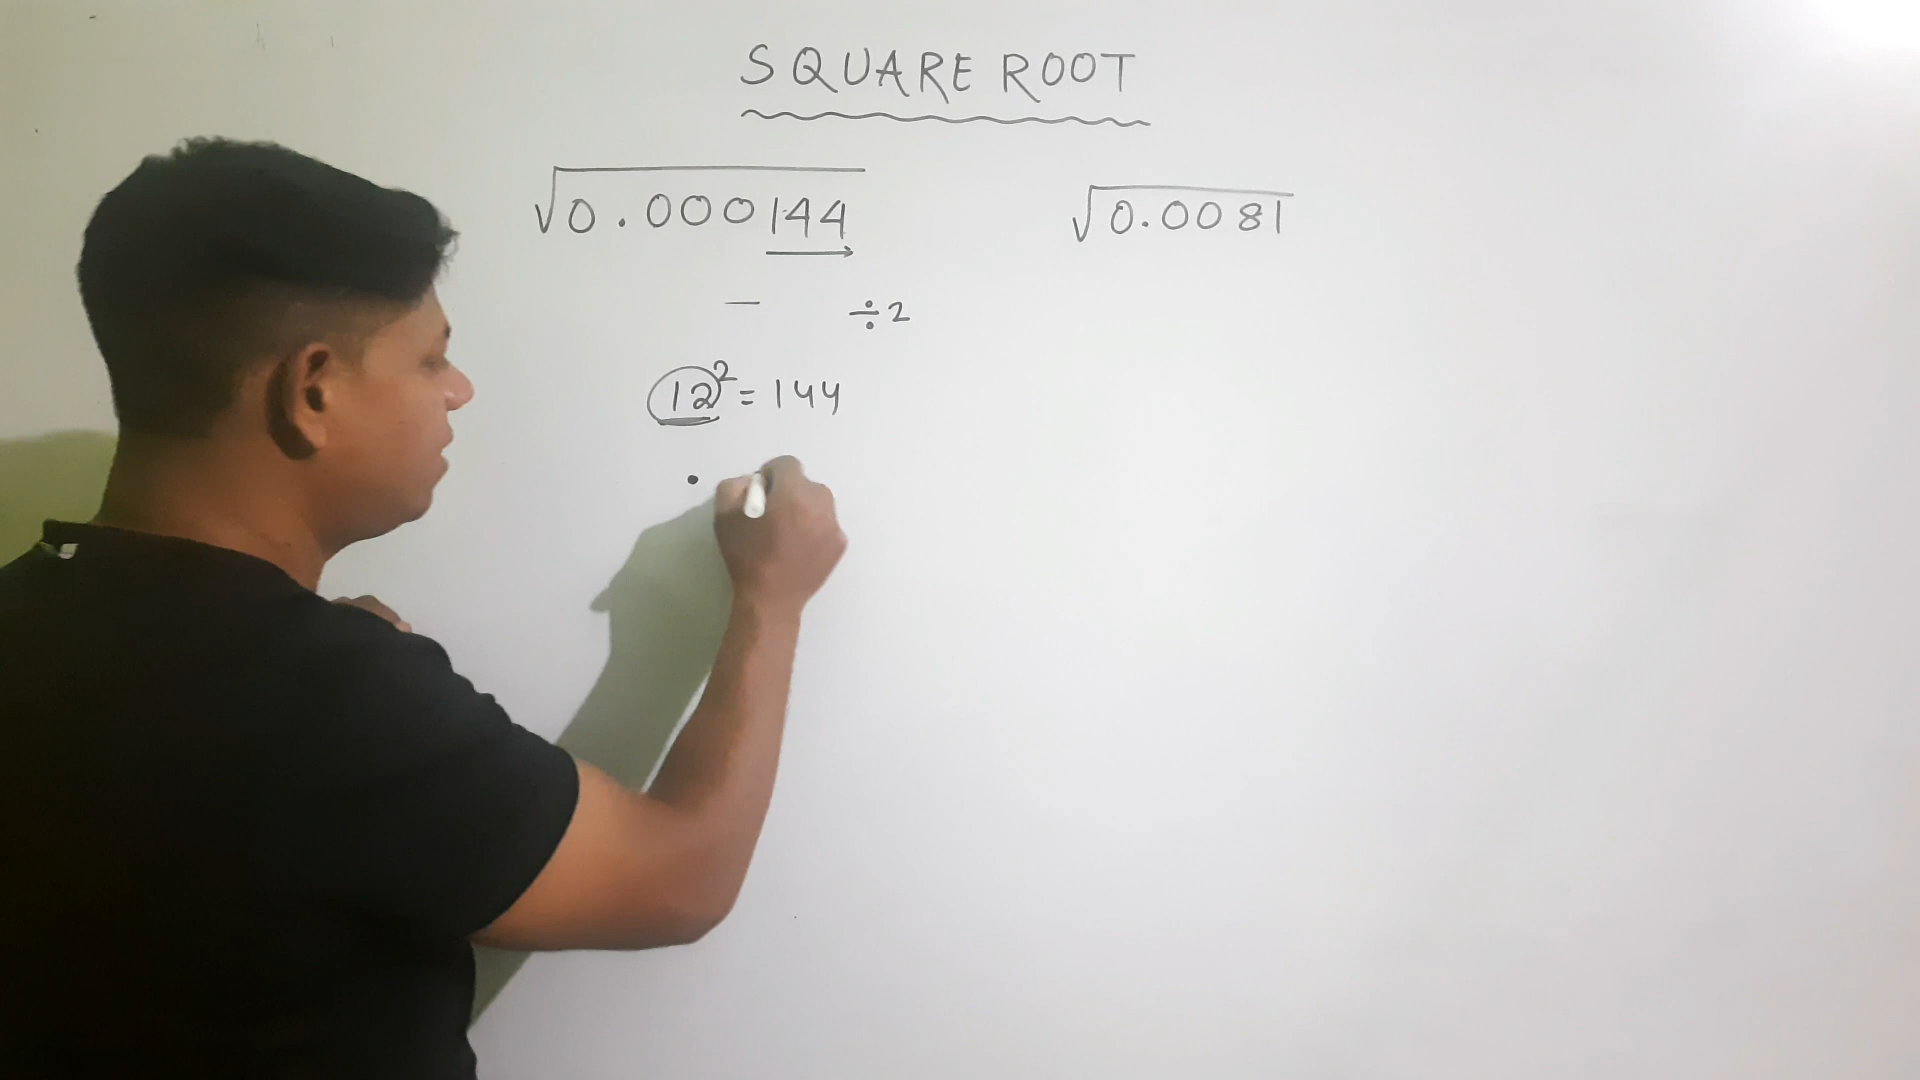 SQUARE ROOT
√0.000144
√0.0081
— ÷2
12² = 144
.